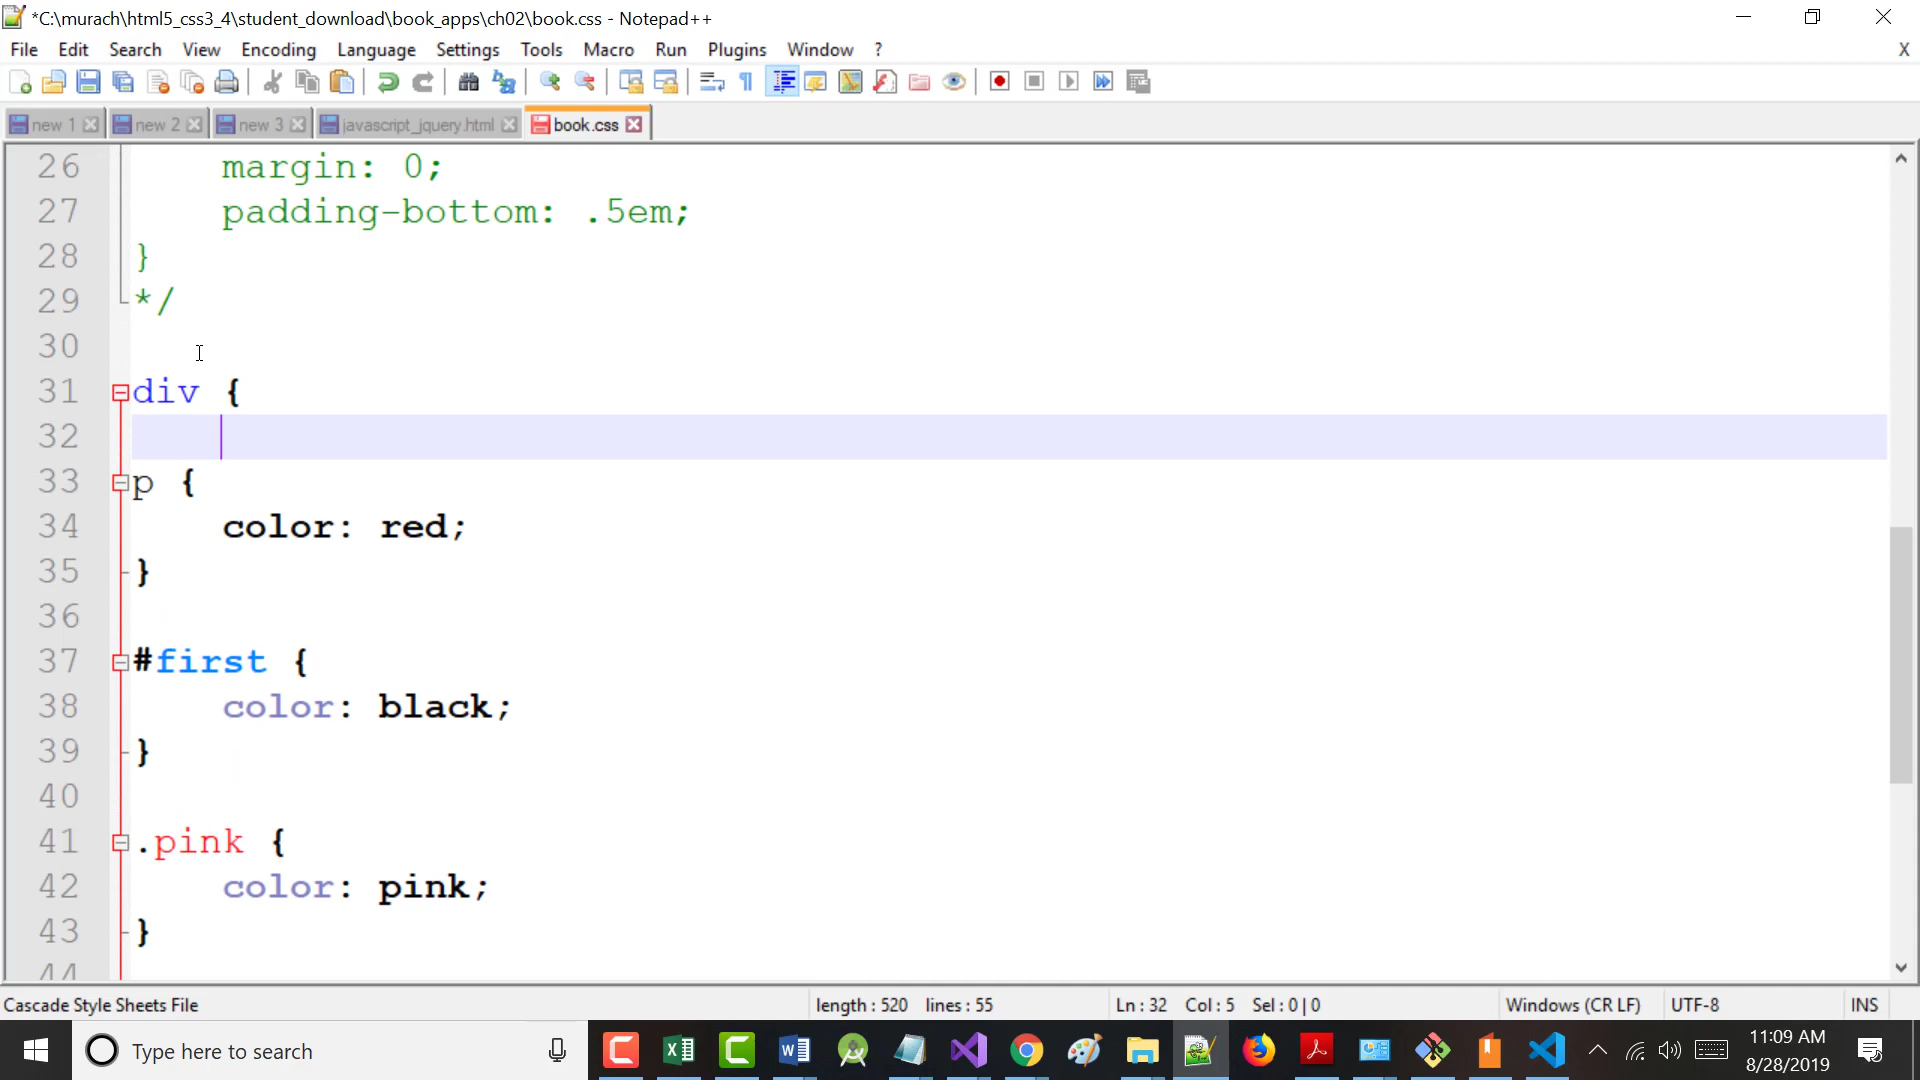 *C:\murach\html5_css3_4\student_download\book_apps\ch02\book.css - Notepad++
File Edit Search View Encoding Language Settings Tools Macro Run Plugins Window ? X
new 1 new 2 new 3 javascript_jquery.html book.css
26 margin: 0;
27 padding-bottom: .5em;
28 }
29 */
30
31 div {
32
33 p {
34 color: red;
35 }
36
37 #first {
38 color: black;
39 }
40
41 .pink {
42 color: pink;
43 }
44
Cascade Style Sheets File length : 520 lines : 55 Ln : 32 Col : 5 Sel : 0 | 0 Windows (CR LF) UTF-8 INS
Type here to search 11:09 AM
8/28/2019